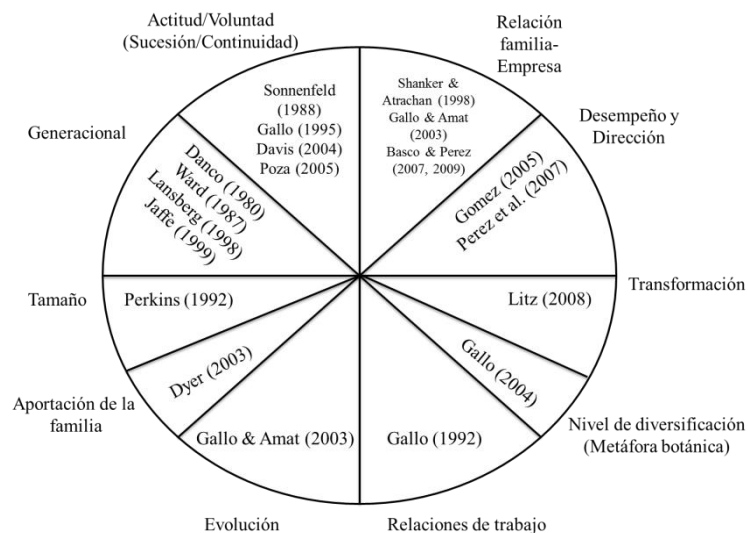 Actitud/Voluntad
(Sucesión/Continuidad)
Relación
familia-
Empresa
Sonnenfeld
(1988)
Gallo (1995)
Davis (2004)
Poza (2005)
Shanker &
Atrachan (1998)
Gallo & Amat
(2003)
Basco & Perez
(2007, 2009)
Generacional
Danco (1980)
Ward (1987)
Lansberg (1998)
Jaffe (1999)
Desempeño y
Dirección
Gomez (2005)
Perez et al. (2007)
Tamaño
Perkins (1992)
Litz (2008)
Transformación
Aportación de la
familia
Dyer (2003)
Gallo (2004)
Nivel de diversificación
(Metáfora botánica)
Gallo & Amat (2003)
Gallo (1992)
Evolución
Relaciones de trabajo